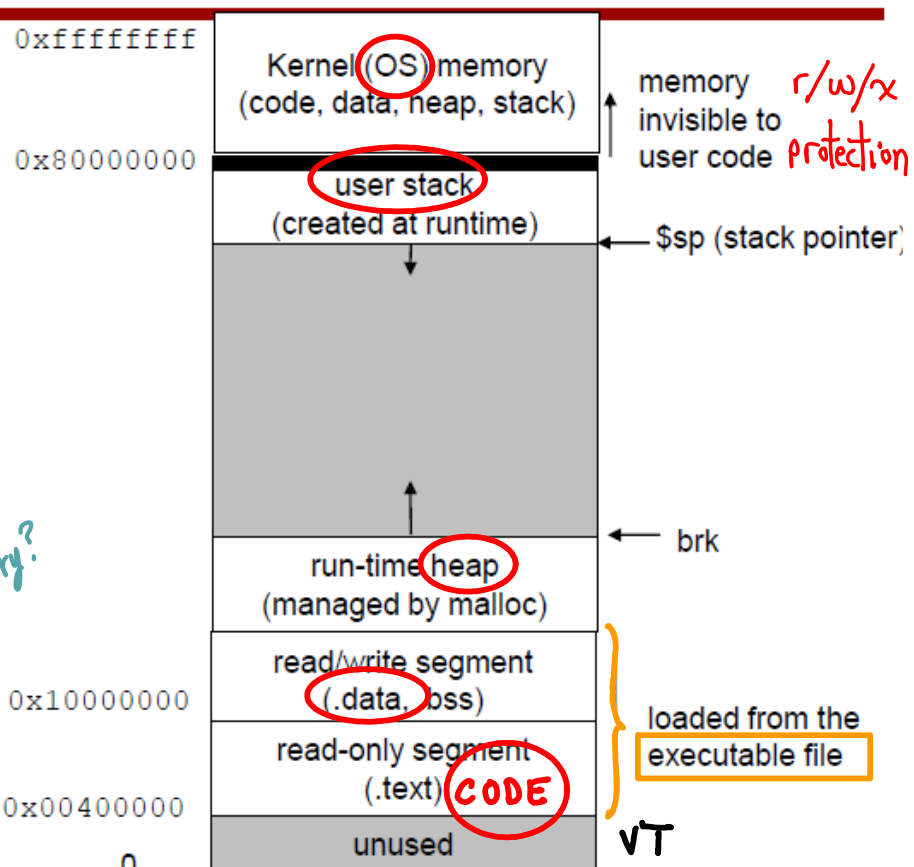 0xffffffff
Kernel (OS) memory
(code, data, heap, stack)
memory
invisible to
user code
r/w/x
protection
0x80000000
user stack
(created at runtime)
$sp (stack pointer)
brk
run-time heap
(managed by malloc)
read/write segment
(.data, .bss)
0x10000000
loaded from the
executable file
read-only segment
(.text) CODE
0x00400000
unused
VT
0